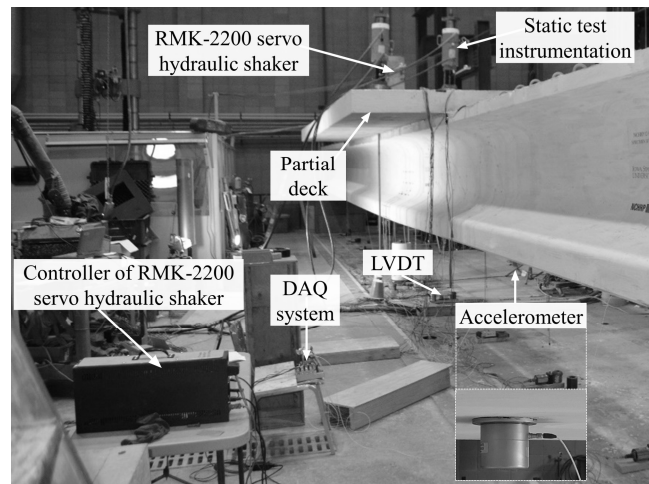 RMK-2200 servo
hydraulic shaker
Static test
instrumentation
Partial
deck
Controller of RMK-2200
servo hydraulic shaker
DAQ
system
LVDT
Accelerometer